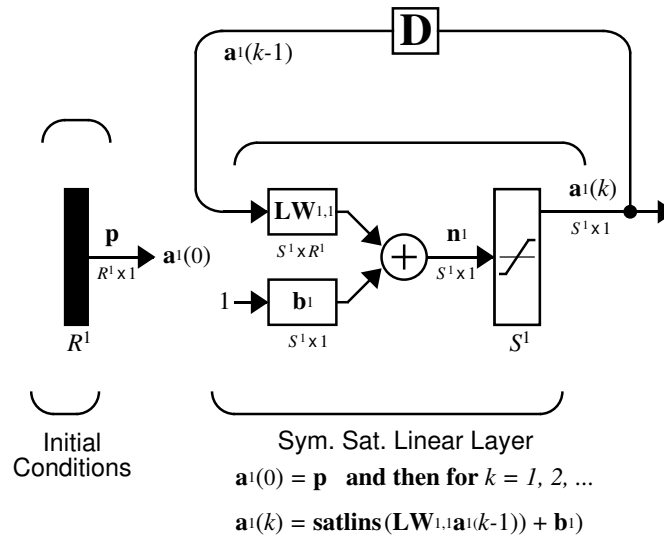 D
a¹(k-1)
LW¹,¹
a¹(k)
p
a¹(0)
n¹
R¹ x 1
S¹ x R¹
S¹ x 1
S¹ x 1
1
b¹
S¹ x 1
R¹
S¹
Initial
Conditions
Sym. Sat. Linear Layer
a¹(0) = p and then for k = 1, 2, ...
a¹(k) = satlins (LW¹,¹a¹(k-1)) + b¹)